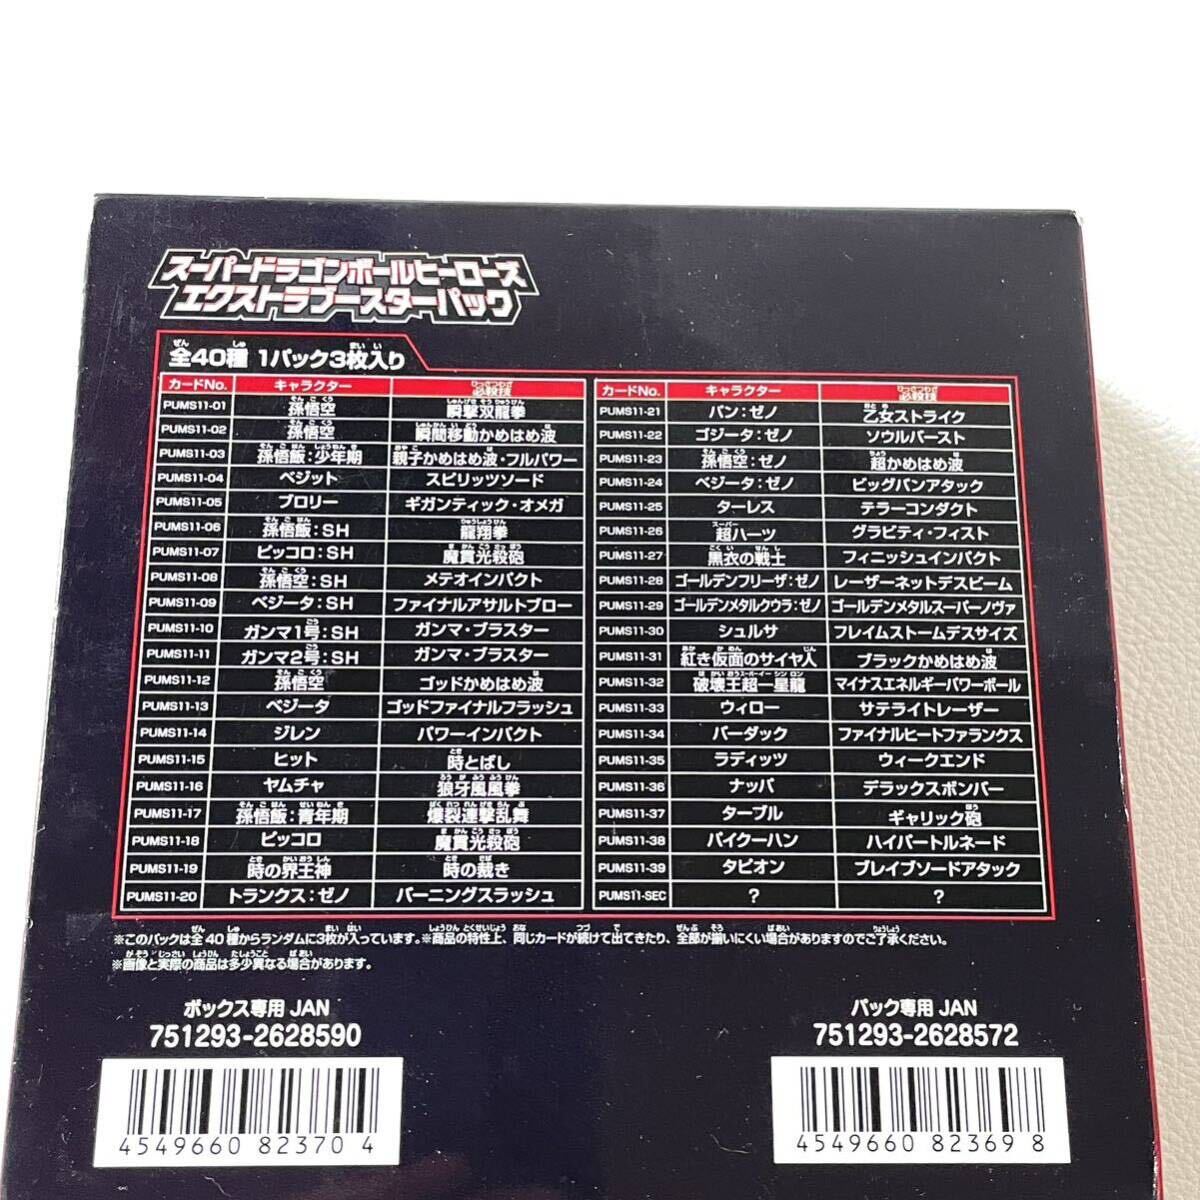 スーパードラゴンボールヒーローズ
エクストラブースターパック
全40種 1パック3枚入り
カードNo. キャラクター 必殺技
PUMS11-01 孫悟空 瞬撃双龍拳
PUMS11-02 孫悟空 瞬間移動かめはめ波
PUMS11-03 孫悟飯:少年期 親子かめはめ波・フルパワー
PUMS11-04 ベジット スピリッツソード
PUMS11-05 ブロリー ギガンティック・オメガ
PUMS11-06 孫悟飯:SH 龍翔拳
PUMS11-07 ピッコロ:SH 魔貫光殺砲
PUMS11-08 孫悟空:SH メテオインパクト
PUMS11-09 ベジータ:SH ファイナルアサルトブロー
PUMS11-10 ガンマ1号:SH ガンマ・ブラスター
PUMS11-11 ガンマ2号:SH ガンマ・ブラスター
PUMS11-12 孫悟空 ゴッドかめはめ波
PUMS11-13 ベジータ ゴッドファイナルフラッシュ
PUMS11-14 ジレン パワーインパクト
PUMS11-15 ヒット 時とばし
PUMS11-16 ヤムチャ 狼牙風風拳
PUMS11-17 孫悟飯:青年期 爆裂連撃乱舞
PUMS11-18 ピッコロ 魔貫光殺砲
PUMS11-19 時の界王神 時の裁き
PUMS11-20 トランクス:ゼノ バーニングスラッシュ
カードNo. キャラクター 必殺技
PUMS11-21 パン:ゼノ 乙女ストライク
PUMS11-22 ゴジータ:ゼノ ソウルバースト
PUMS11-23 孫悟空:ゼノ 超かめはめ波
PUMS11-24 ベジータ:ゼノ ビッグバンアタック
PUMS11-25 ターレス テラーコンダクト
PUMS11-26 超ハーツ グラビティ・フィスト
PUMS11-27 黒衣の戦士 フィニッシュインパクト
PUMS11-28 ゴールデンフリーザ:ゼノ レーザーネットデスビーム
PUMS11-29 ゴールデンメタルクウラ:ゼノ ゴールデンメタルスーパーノヴァ
PUMS11-30 シュルサ フレイムストームデスサイズ
PUMS11-31 紅き仮面のサイヤ人 ブラックかめはめ波
PUMS11-32 破壊王超一星龍 マイナスエネルギーパワーボール
PUMS11-33 ウィロー サテライトレーザー
PUMS11-34 バーダック ファイナルヒートファランクス
PUMS11-35 ラディッツ ウィークエンド
PUMS11-36 ナッパ デラックスボンバー
PUMS11-37 ターブル ギャリック砲
PUMS11-38 パイクーハン ハイパートルネード
PUMS11-39 タピオン ブレイブソードアタック
PUMS11-SEC ? ?
※このパックは全40種からランダムに3枚が入っています。※商品の特性上、同じカードが続けて出てきたり、全部が揃いにくい場合がありますのでご了承ください。
※画像と実際の商品は多少異なる場合があります。
ボックス専用 JAN
751293-2628590
4549660 82370 4
パック専用 JAN
751293-2628572
4549660 82369 8